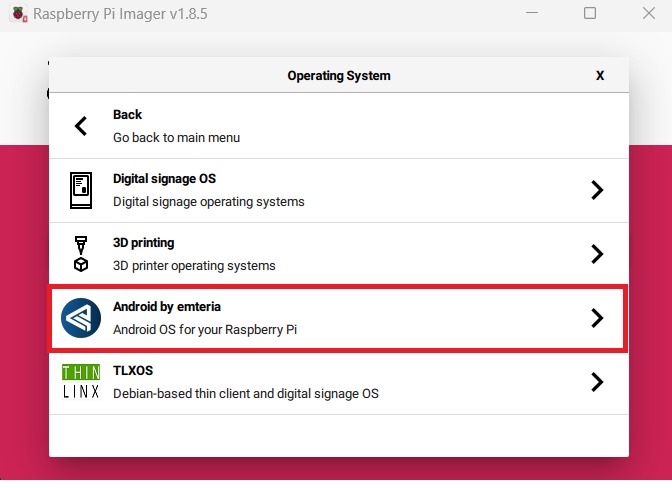 Raspberry Pi Imager v1.8.5
Operating System X
Back
Go back to main menu
Digital signage OS
Digital signage operating systems
3D printing
3D printer operating systems
Android by emteria
Android OS for your Raspberry Pi
THIN
LINX
TLXOS
Debian-based thin client and digital signage OS